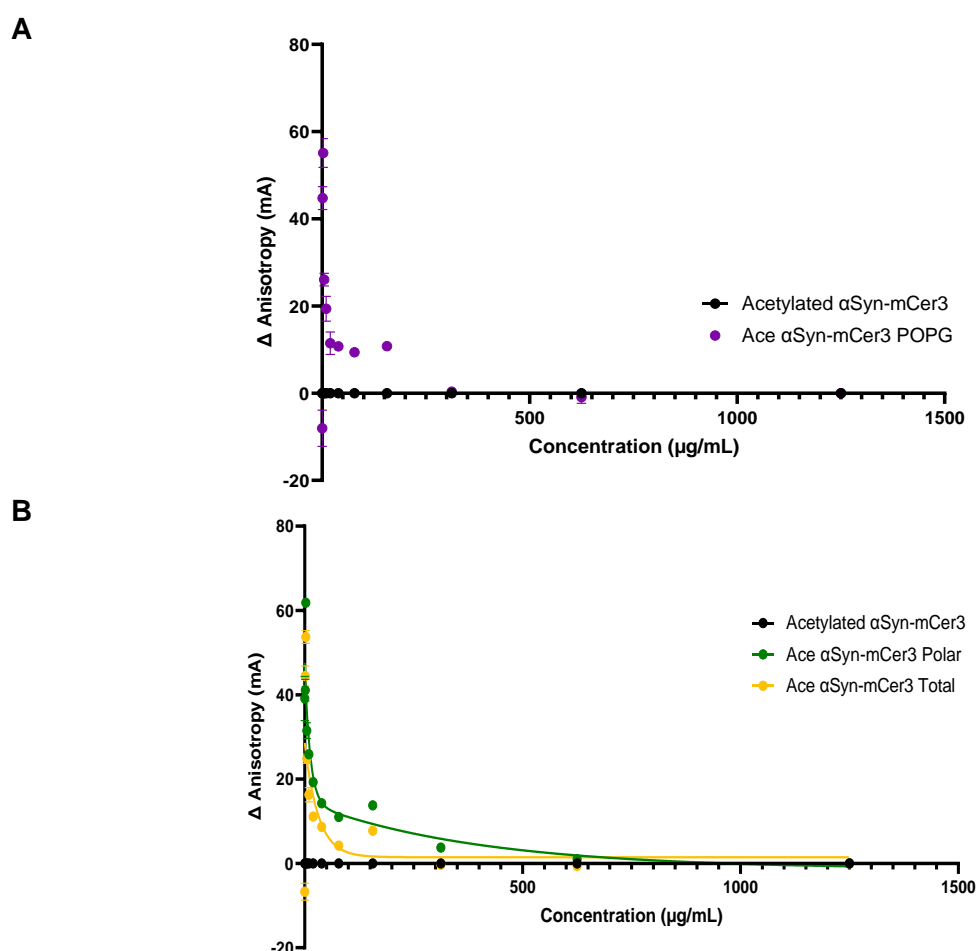 A
80
60
40
20
0
-20
Δ Anisotropy (mA)
500
1000
1500
Concentration (µg/mL)
Acetylated αSyn-mCer3
Ace αSyn-mCer3 POPG
B
80
60
40
20
0
-20
Δ Anisotropy (mA)
500
1000
1500
Concentration (µg/mL)
Acetylated αSyn-mCer3
Ace αSyn-mCer3 Polar
Ace αSyn-mCer3 Total